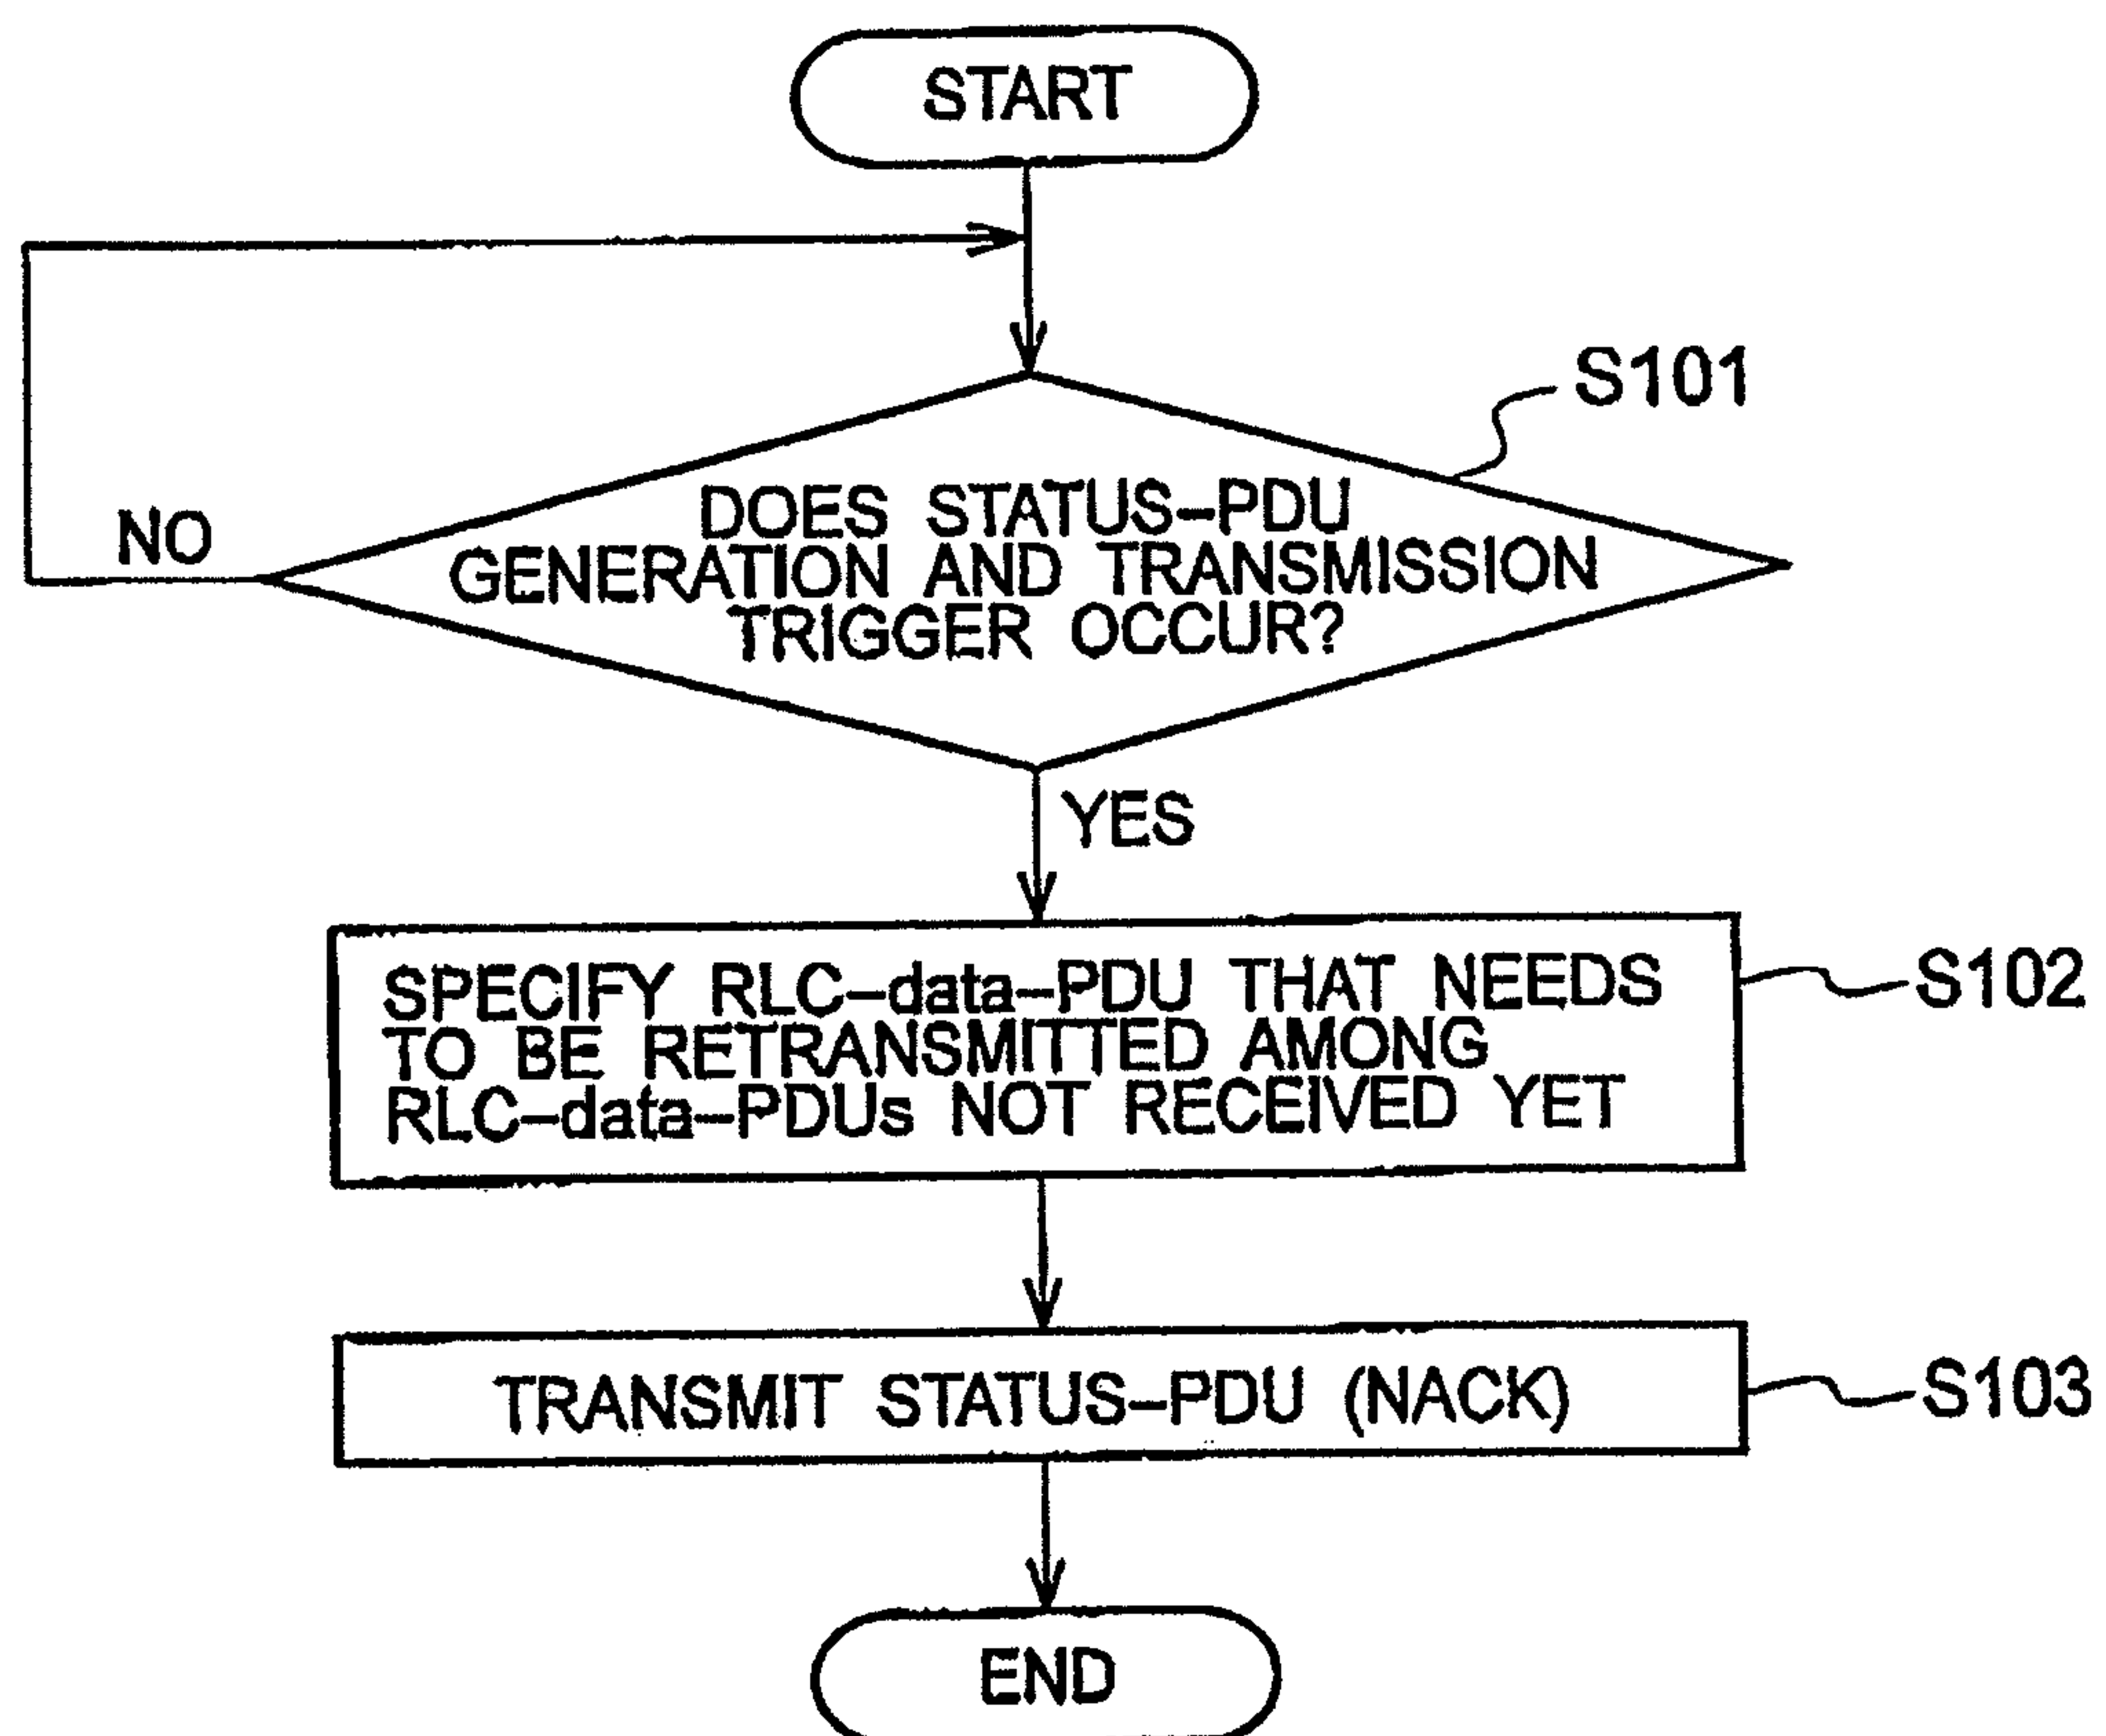 START
S101
DOES STATUS-PDU
GENERATION AND TRANSMISSION
TRIGGER OCCUR?
NO
YES
SPECIFY RLC-data-PDU THAT NEEDS
TO BE RETRANSMITTED AMONG
RLC-data-PDUs NOT RECEIVED YET
S102
TRANSMIT STATUS-PDU (NACK)
S103
END